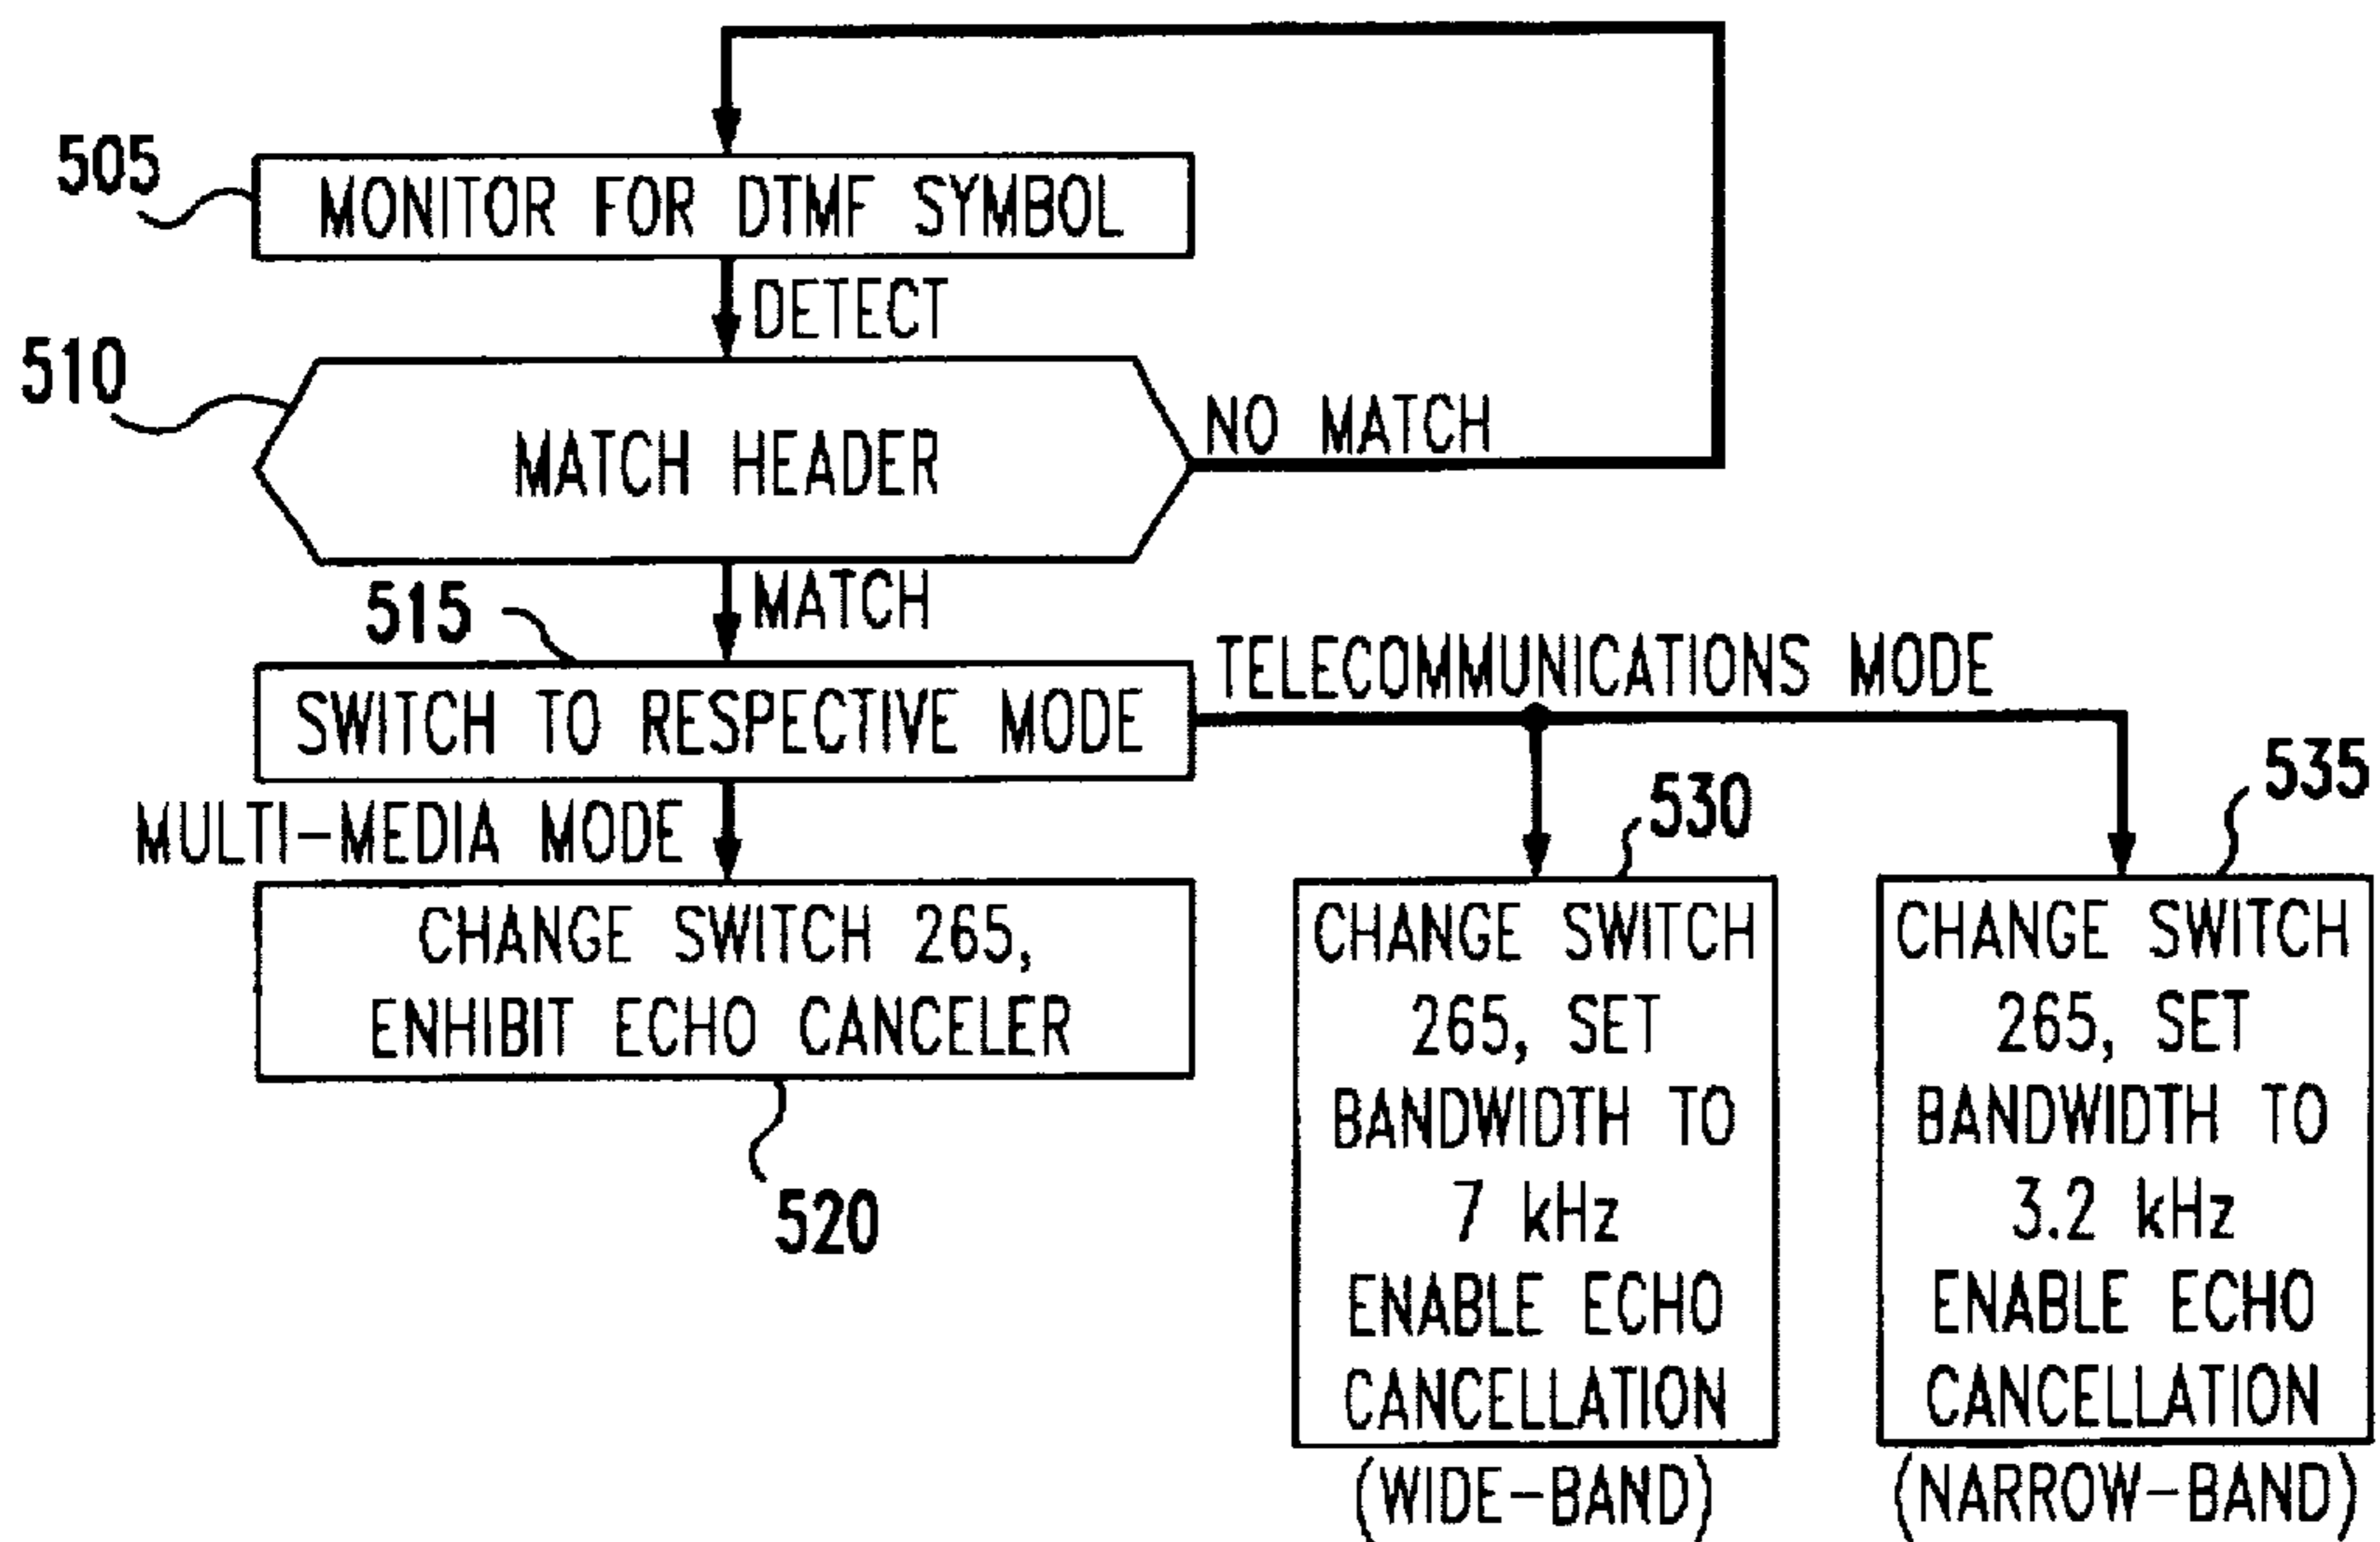 505
MONITOR FOR DTMF SYMBOL
DETECT
510
MATCH HEADER
NO MATCH
MATCH
515
SWITCH TO RESPECTIVE MODE
TELECOMMUNICATIONS MODE
MULTI-MEDIA MODE
530
535
CHANGE SWITCH 265,
ENHIBIT ECHO CANCELER
520
CHANGE SWITCH
265, SET
BANDWIDTH TO
7 kHz
ENABLE ECHO
CANCELLATION
(WIDE-BAND)
CHANGE SWITCH
265, SET
BANDWIDTH TO
3.2 kHz
ENABLE ECHO
CANCELLATION
(NARROW-BAND)